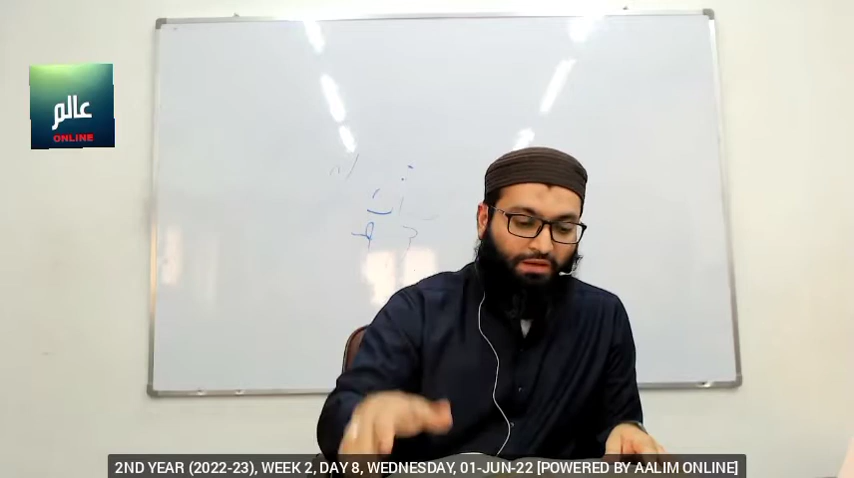 عالم
ONLINE
2ND YEAR (2022-23), WEEK 2, DAY 8, WEDNESDAY, 01-JUN-22 [POWERED BY AALIM ONLINE]